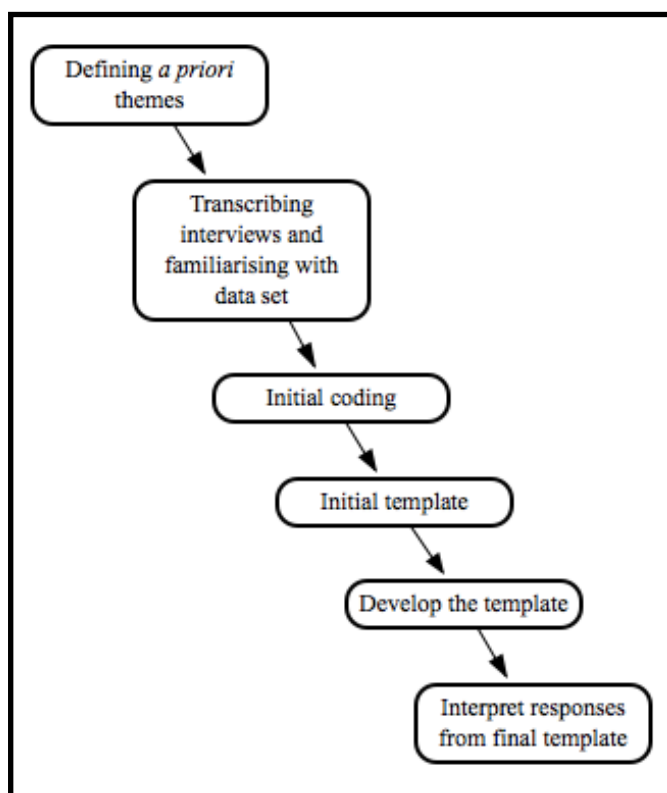 Defining a priori
themes
Transcribing
interviews and
familiarising with
data set
Initial coding
Initial template
Develop the template
Interpret responses
from final template